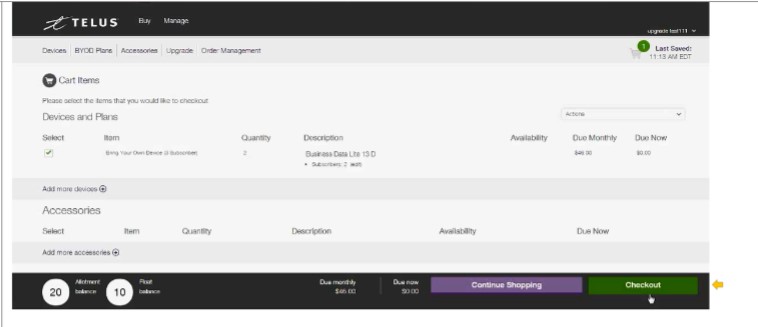 TELUS Buy Manage
upgrade test111
Devices BYOD Plans Accessories Upgrade Order Management
1 Last Saved:
11:13 AM EDT
Cart Items
Please select the items that you would like to checkout
Devices and Plans
Actions
Select Item Quantity Description Availability Due Monthly Due Now
Bring Your Own Device (2 Subscriber) 2 Business Data Lite 13 D $46.00 $0.00
Subscribers: 2 (edit)
Add more devices
Accessories
Select Item Quantity Description Availability Due Now
Add more accessories
20 Allotment balance 10 Float balance Due monthly $46.00 Due now $0.00 Continue Shopping Checkout